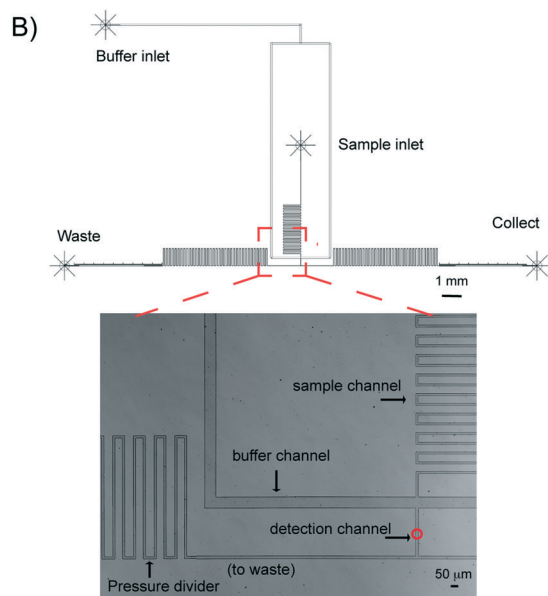 B)
Buffer inlet
Sample inlet
Waste
Collect
1 mm
sample channel
buffer channel
detection channel
(to waste)
Pressure divider
50 μm